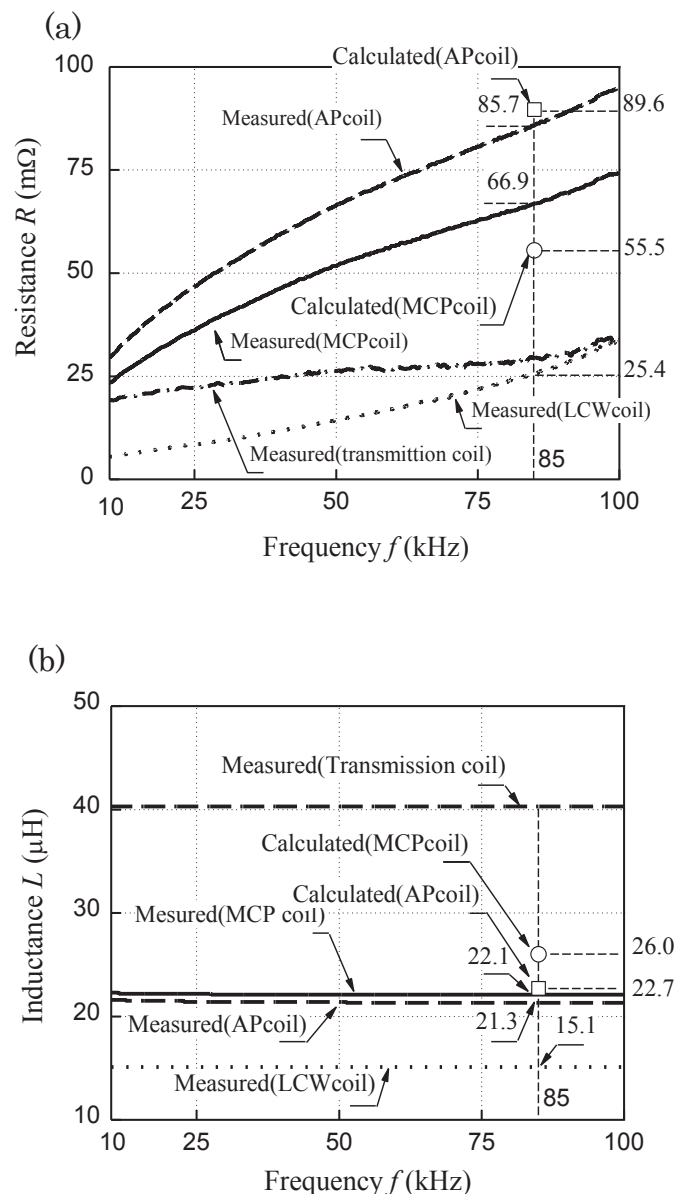 (a)
Calculated(APcoil)
100
85.7
89.6
Measured(APcoil)
75
66.9
Resistance R (mΩ)
50
55.5
Calculated(MCPcoil)
Measured(MCPcoil)
25
25.4
Measured(LCWcoil)
Measured(transmittion coil)
0
85
10
25
50
75
100
Frequency f (kHz)
(b)
50
Measured(Transmission coil)
40
Calculated(MCPcoil)
Inductance L (μH)
30
Calculated(APcoil)
Mesured(MCP coil)
26.0
22.1
22.7
20
21.3
15.1
Measured(APcoil)
Measured(LCWcoil)
85
10
10
25
50
75
100
Frequency f (kHz)